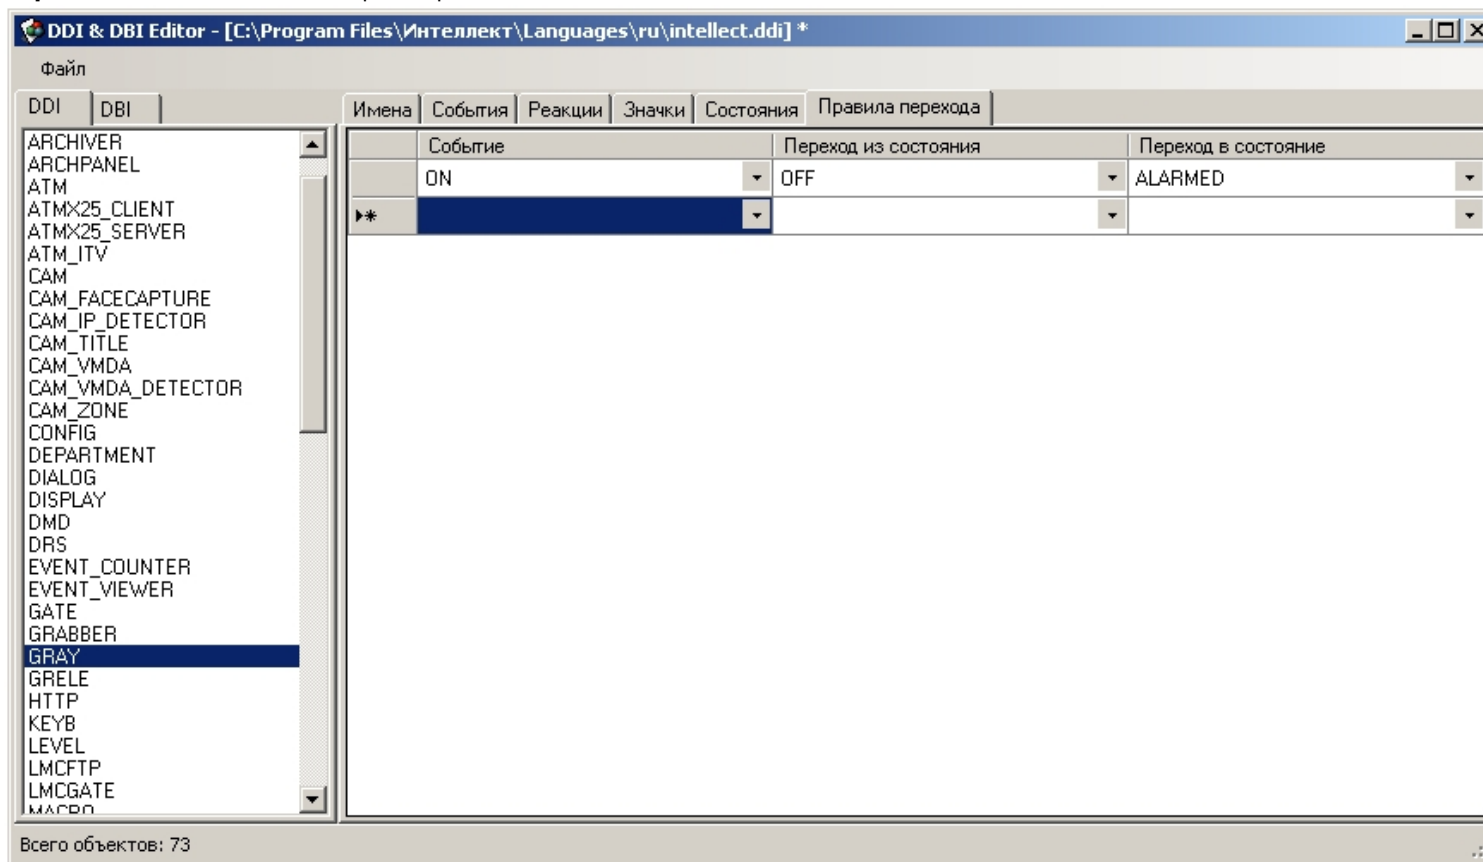 DDI & DBI Editor - [C:\Program Files\Интеллект\Languages\ru\intellect.ddi] *
Файл
DDI DBI
Имена События Реакции Значки Состояния Правила перехода
Событие Переход из состояния Переход в состояние
ON OFF ALARMED
ARCHIVER
ARCHPANEL
ATM
ATMX25_CLIENT
ATMX25_SERVER
ATM_ITV
CAM
CAM_FACECAPTURE
CAM_IP_DETECTOR
CAM_TITLE
CAM_VMDA
CAM_VMDA_DETECTOR
CAM_ZONE
CONFIG
DEPARTMENT
DIALOG
DISPLAY
DMD
DRS
EVENT_COUNTER
EVENT_VIEWER
GATE
GRABBER
GRAY
GRELE
HTTP
KEYB
LEVEL
LMCFTP
LMCGATE
MACRO
Всего объектов: 73